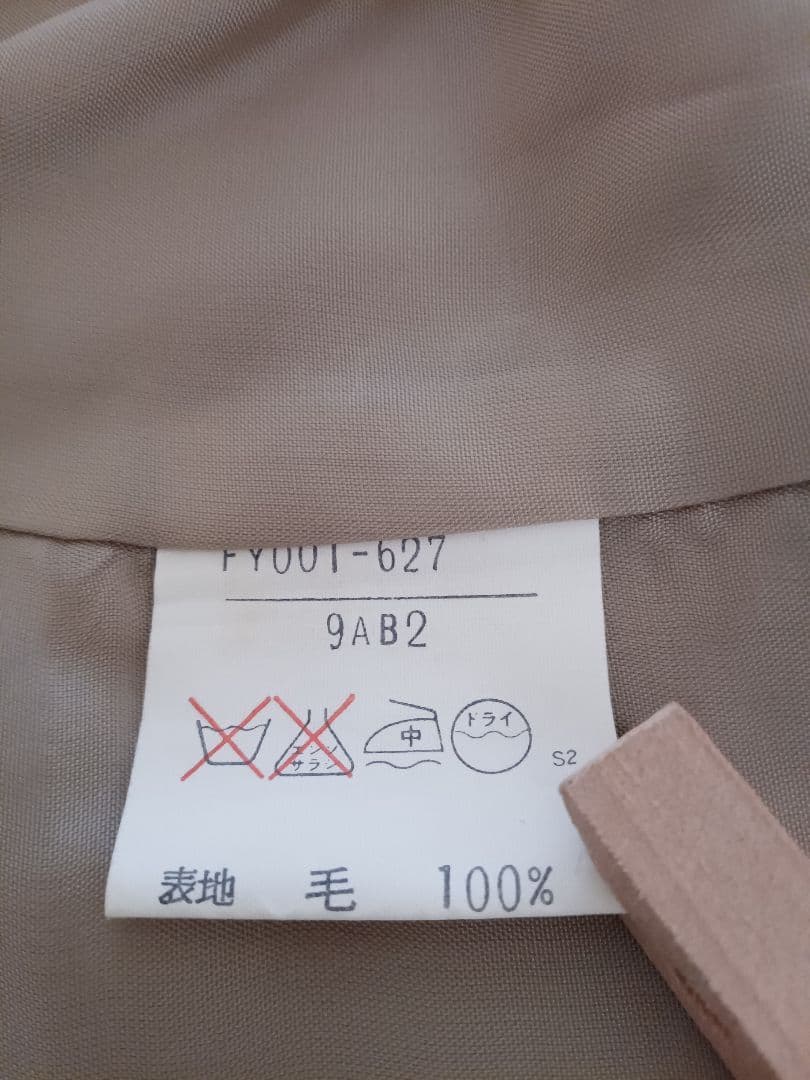 FY001-627
9AB2
エンソ
サラシ
中
ドライ
S2
表地 毛 100%